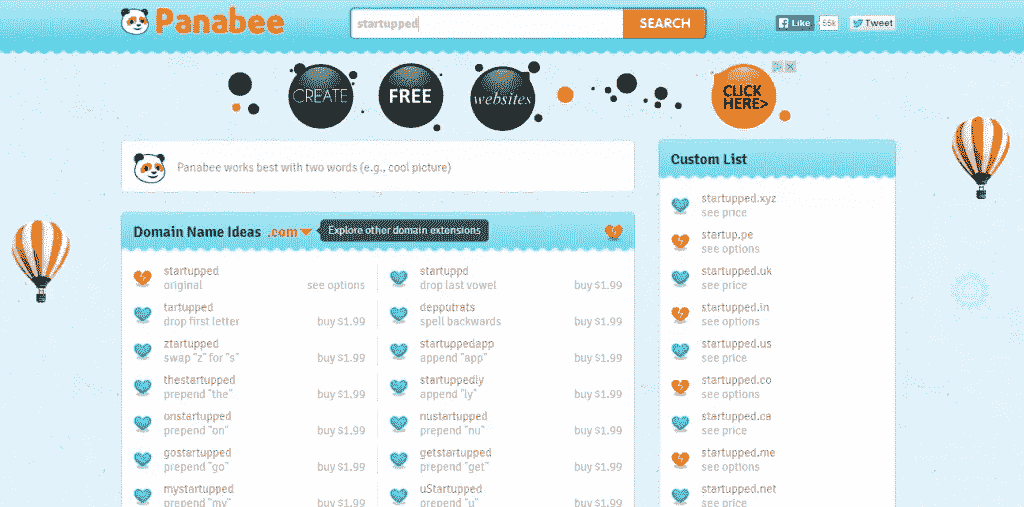 Panabee
startupped
SEARCH
Like
56k
Tweet
CREATE
FREE
websites
CLICK
HERE>
Panabee works best with two words (e.g., cool picture)
Domain Name Ideas .com
Explore other domain extensions
startupped
original see options
startuppd
drop last vowel buy $1.99
tartupped
drop first letter buy $1.99
depputrats
spell backwards buy $1.99
ztartupped
swap "z" for "s" buy $1.99
startuppedapp
append "app" buy $1.99
thestartupped
prepend "the" buy $1.99
startuppedly
append "ly" buy $1.99
onstartupped
prepend "on" buy $1.99
nustartupped
prepend "nu" buy $1.99
gostartupped
prepend "go" buy $1.99
getstartupped
prepend "get" buy $1.99
mystartupped
prepend "my" buy $1.99
uStartupped
prepend "u" buy $1.99
Custom List
startupped.xyz
see price
startup.pe
see options
startupped.uk
see price
startupped.in
see options
startupped.us
see price
startupped.co
see options
startupped.ca
see price
startupped.me
see options
startupped.net
see price